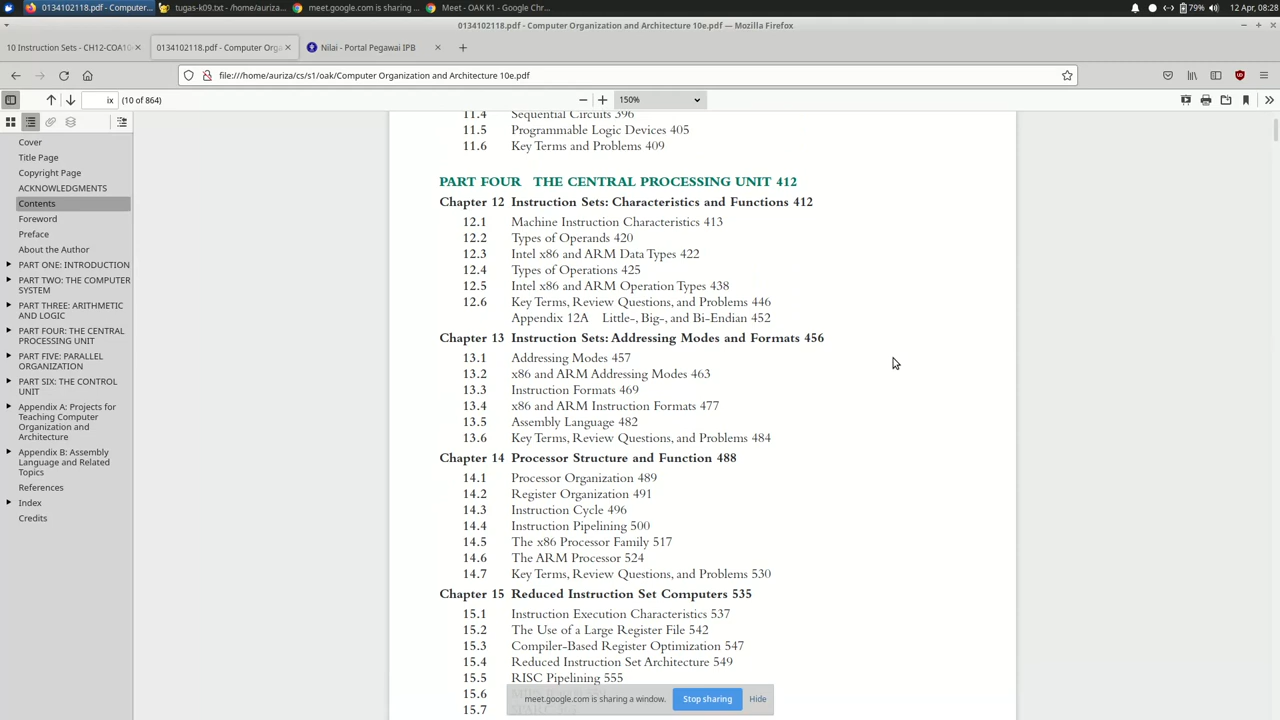 0134102118.pdf - Computer...
tugas-k09.txt - /home/auriza...
meet.google.com is sharing ...
Meet - OAK K1 - Google Chr...
79%
12 Apr, 08:28
0134102118.pdf - Computer Organization and Architecture 10e.pdf — Mozilla Firefox
10 Instruction Sets - CH12-COA10
0134102118.pdf - Computer Orga
Nilai - Portal Pegawai IPB
file:///home/auriza/cs/s1/oak/Computer Organization and Architecture 10e.pdf
ix
(10 of 864)
150%
Cover
Title Page
Copyright Page
ACKNOWLEDGMENTS
Contents
Foreword
Preface
About the Author
PART ONE: INTRODUCTION
PART TWO: THE COMPUTER
SYSTEM
PART THREE: ARITHMETIC
AND LOGIC
PART FOUR: THE CENTRAL
PROCESSING UNIT
PART FIVE: PARALLEL
ORGANIZATION
PART SIX: THE CONTROL
UNIT
Appendix A: Projects for
Teaching Computer
Organization and
Architecture
Appendix B: Assembly
Language and Related
Topics
References
Index
Credits
11.4 Sequential Circuits 396
11.5 Programmable Logic Devices 405
11.6 Key Terms and Problems 409
PART FOUR THE CENTRAL PROCESSING UNIT 412
Chapter 12 Instruction Sets: Characteristics and Functions 412
12.1 Machine Instruction Characteristics 413
12.2 Types of Operands 420
12.3 Intel x86 and ARM Data Types 422
12.4 Types of Operations 425
12.5 Intel x86 and ARM Operation Types 438
12.6 Key Terms, Review Questions, and Problems 446
Appendix 12A Little-, Big-, and Bi-Endian 452
Chapter 13 Instruction Sets: Addressing Modes and Formats 456
13.1 Addressing Modes 457
13.2 x86 and ARM Addressing Modes 463
13.3 Instruction Formats 469
13.4 x86 and ARM Instruction Formats 477
13.5 Assembly Language 482
13.6 Key Terms, Review Questions, and Problems 484
Chapter 14 Processor Structure and Function 488
14.1 Processor Organization 489
14.2 Register Organization 491
14.3 Instruction Cycle 496
14.4 Instruction Pipelining 500
14.5 The x86 Processor Family 517
14.6 The ARM Processor 524
14.7 Key Terms, Review Questions, and Problems 530
Chapter 15 Reduced Instruction Set Computers 535
15.1 Instruction Execution Characteristics 537
15.2 The Use of a Large Register File 542
15.3 Compiler-Based Register Optimization 547
15.4 Reduced Instruction Set Architecture 549
15.5 RISC Pipelining 555
15.6
15.7
meet.google.com is sharing a window.
Stop sharing
Hide